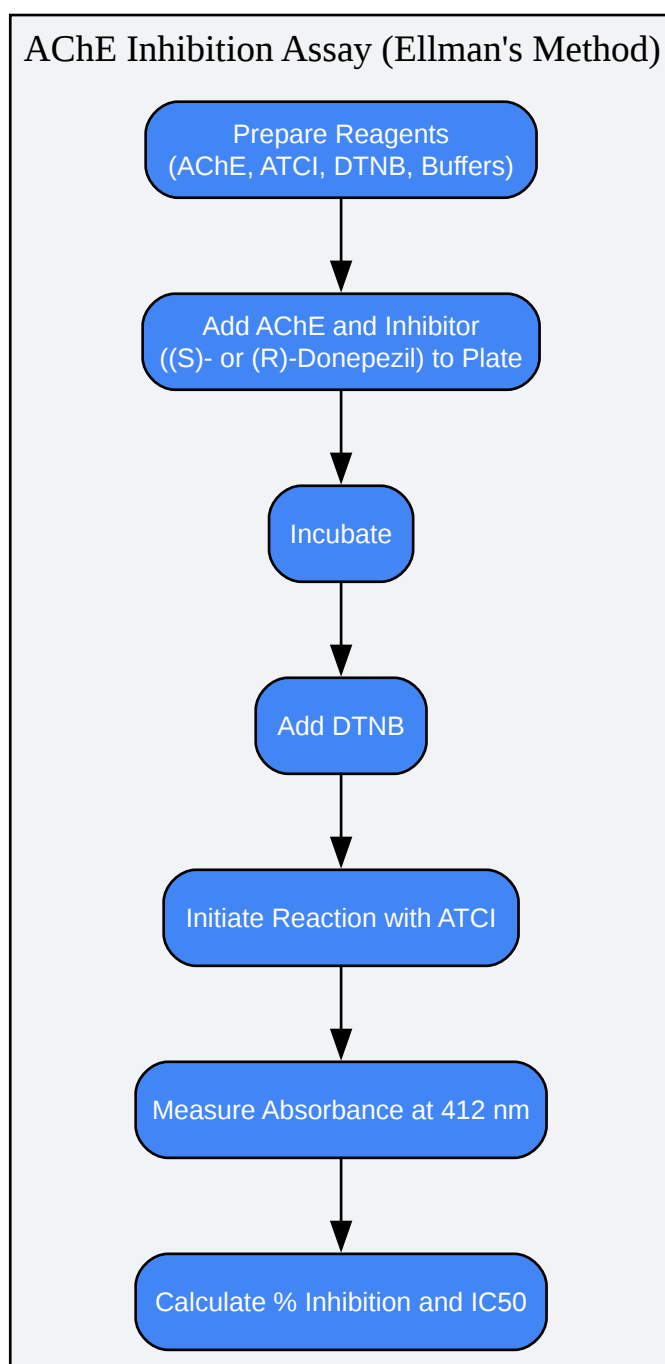 AChE Inhibition Assay (Ellman's Method)
Prepare Reagents
(AChE, ATCI, DTNB, Buffers)
Add AChE and Inhibitor
((S)- or (R)-Donepezil) to Plate
Incubate
Add DTNB
Initiate Reaction with ATCI
Measure Absorbance at 412 nm
Calculate % Inhibition and IC50